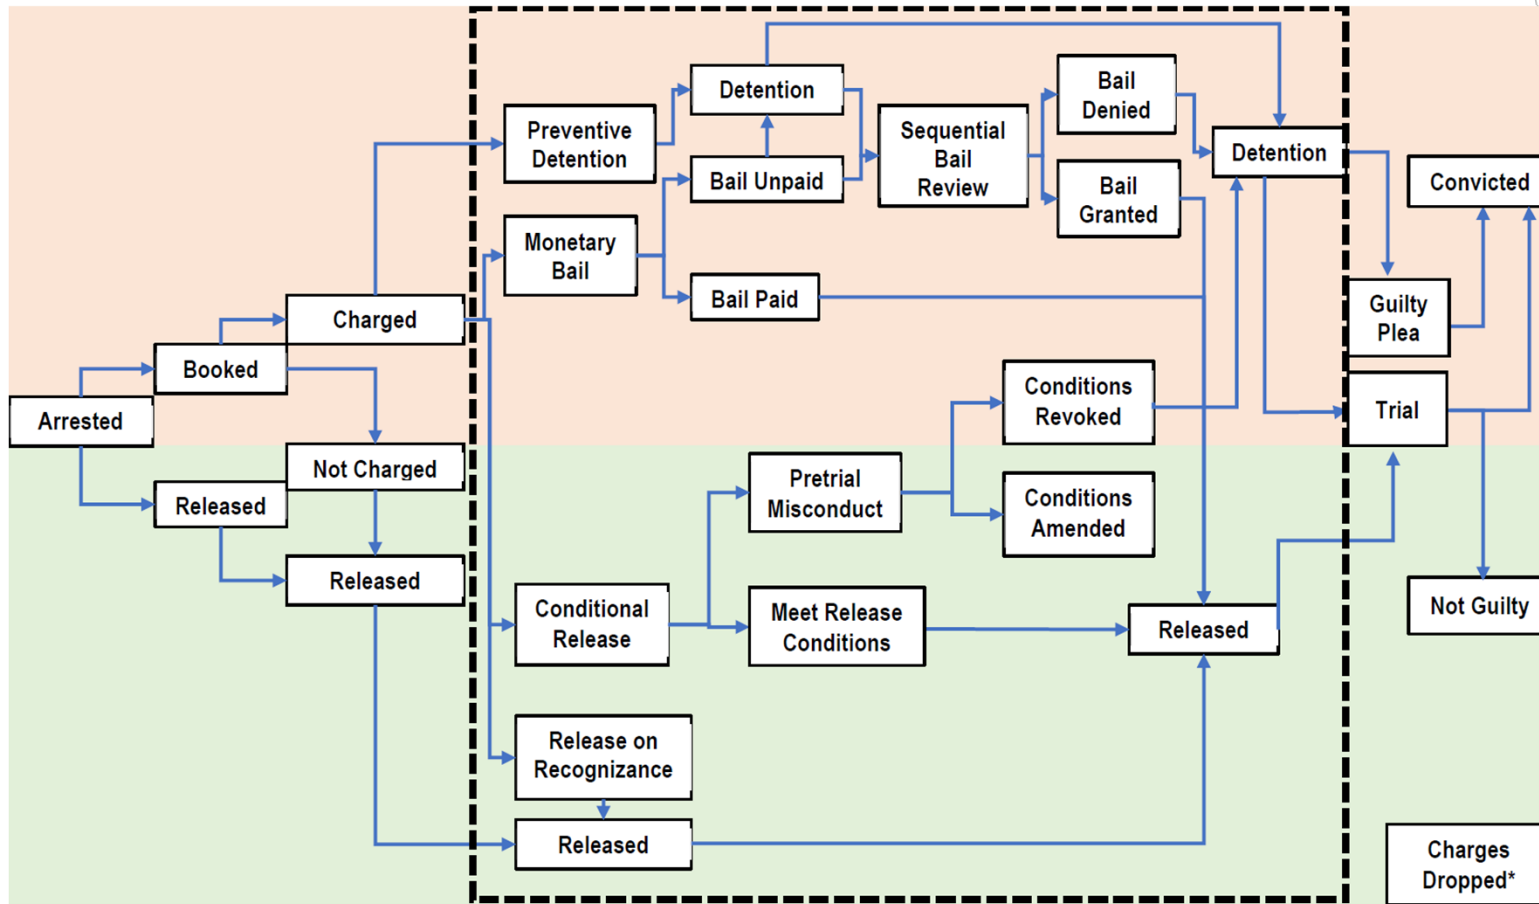 Arrested
Booked
Released
Charged
Not Charged
Released
Preventive
Detention
Monetary
Bail
Detention
Bail Unpaid
Bail Paid
Sequential
Bail
Review
Bail
Denied
Bail
Granted
Detention
Conditional
Release
Pretrial
Misconduct
Meet Release
Conditions
Conditions
Revoked
Conditions
Amended
Released
Release on
Recognizance
Released
Guilty
Plea
Trial
Convicted
Not Guilty
Charges
Dropped*